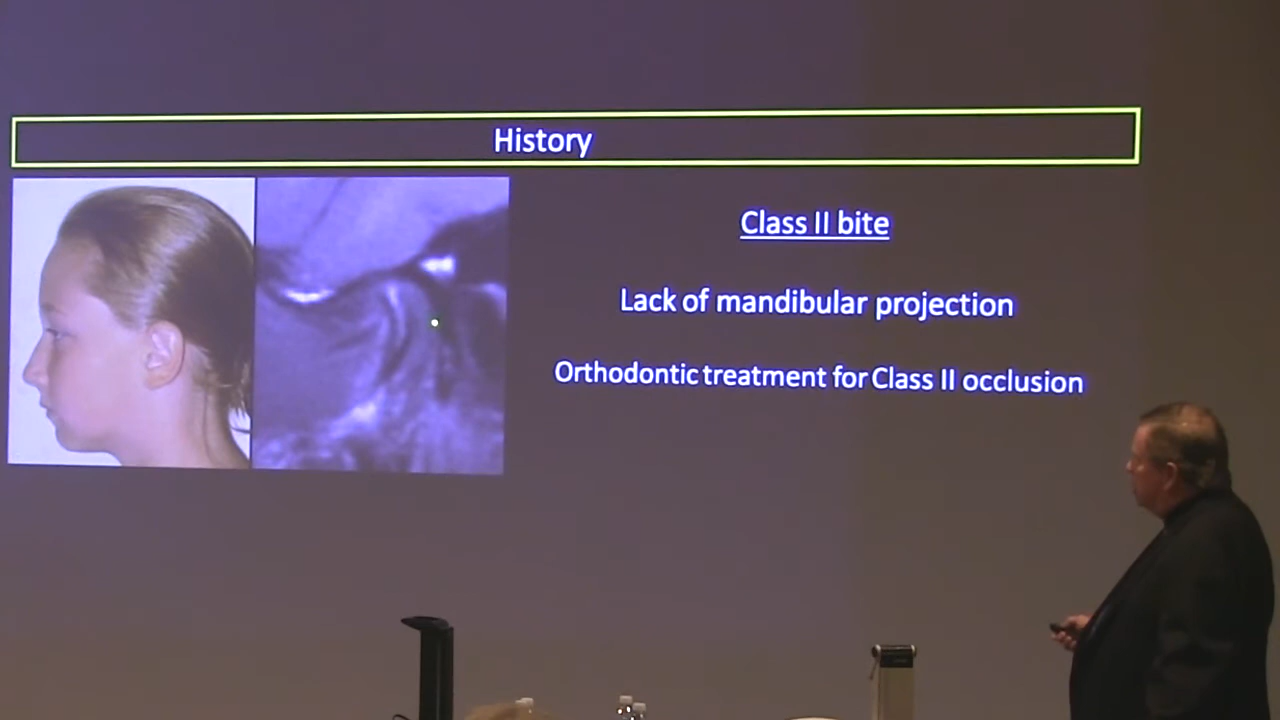 History
Class II bite
Lack of mandibular projection
Orthodontic treatment for Class II occlusion